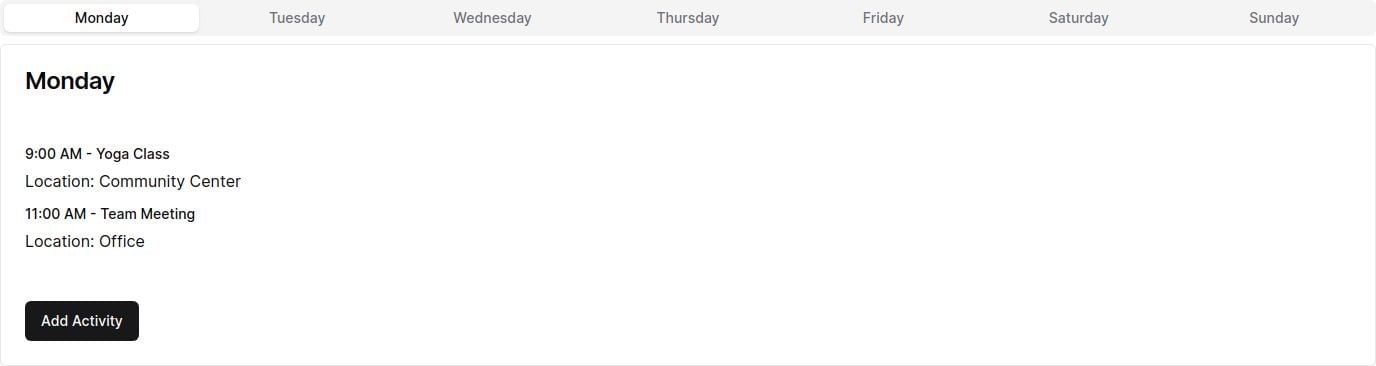 Monday Tuesday Wednesday Thursday Friday Saturday Sunday
Monday
9:00 AM - Yoga Class
Location: Community Center
11:00 AM - Team Meeting
Location: Office
Add Activity